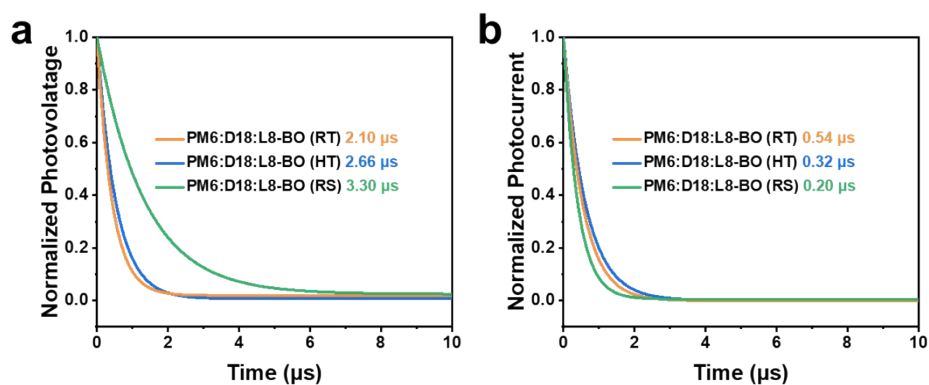 a
1.0
0.8
0.6
0.4
0.2
0.0
Normalized Photovolatage
PM6:D18:L8-BO (RT) 2.10 µs
PM6:D18:L8-BO (HT) 2.66 µs
PM6:D18:L8-BO (RS) 3.30 µs
0 2 4 6 8 10
Time (µs)
b
1.0
0.8
0.6
0.4
0.2
0.0
Normalized Photocurrent
PM6:D18:L8-BO (RT) 0.54 µs
PM6:D18:L8-BO (HT) 0.32 µs
PM6:D18:L8-BO (RS) 0.20 µs
0 2 4 6 8 10
Time (µs)